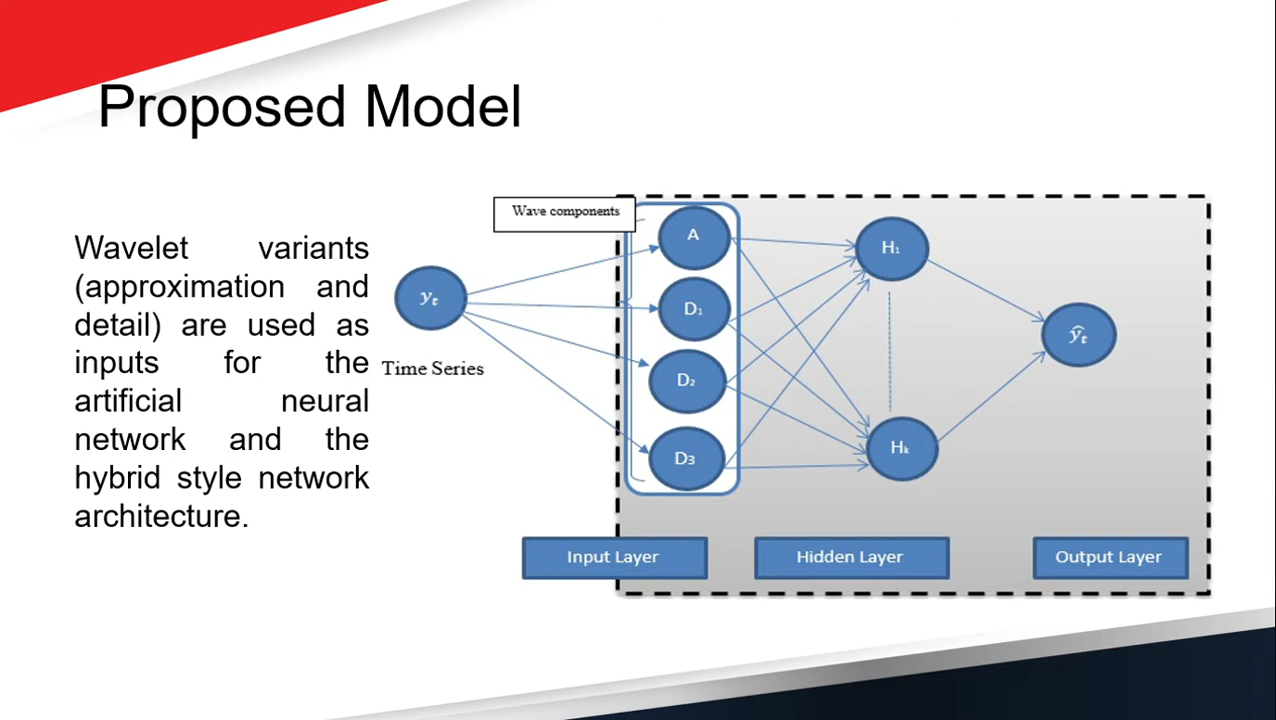 Proposed Model
Wavelet variants
(approximation and
detail) are used as
inputs for the
artificial neural
network and the
hybrid style network
architecture.
Wave components
yₜ
Time Series
A
D₁
D₂
D₃
H₁
Hₖ
ŷₜ
Input Layer
Hidden Layer
Output Layer